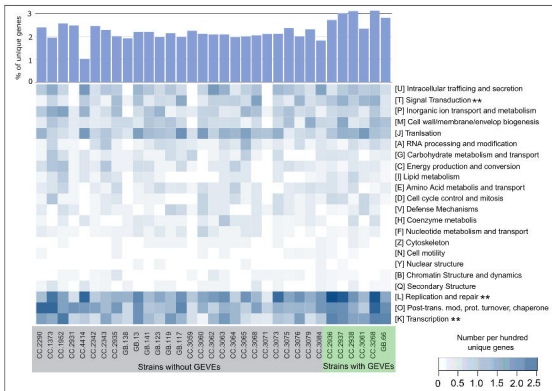 3
2
1
0
% of unique genes
[U] Intracellular trafficing and secretion
[T] Signal Transduction **
[P] Inorganic ion transport and metabolism
[M] Cell wall/membrane/envelop biogenesis
[J] Tranlsation
[A] RNA processing and modification
[G] Carbohydrate metabolism and transport
[C] Energy production and conversion
[I] Lipid metabolism
[E] Amino Acid metabolis and transport
[D] Cell cycle control and mitosis
[V] Defense Mechanisms
[H] Coenzyme metabolis
[F] Nucleotide metabolism and transport
[Z] Cytoskeleton
[N] Cell motility
[Y] Nuclear structure
[B] Chromatin Structure and dynamics
[Q] Secondary Structure
[L] Replication and repair **
[O] Post-trans. mod, prot. turnover, chaperone
[K] Transcription **
CC.2290
CC.1373
CC.1952
CC.2931
CC.4414
CC.2342
CC.2343
CC.2935
GB.138
GB.13
GB.141
GB.123
GB.119
GB.117
CC.3059
CC.3060
CC.3062
CC.3063
CC.3064
CC.3065
CC.3068
CC.3073
CC.3071
CC.3075
CC.3076
CC.3079
CC.3084
CC.2936
CC.2937
CC.2938
CC.3061
CC.3268
GB.66
Strains without GEVEs
Strains with GEVEs
Number per hundred
unique genes
0 0.5 1 1.5 2 2.5